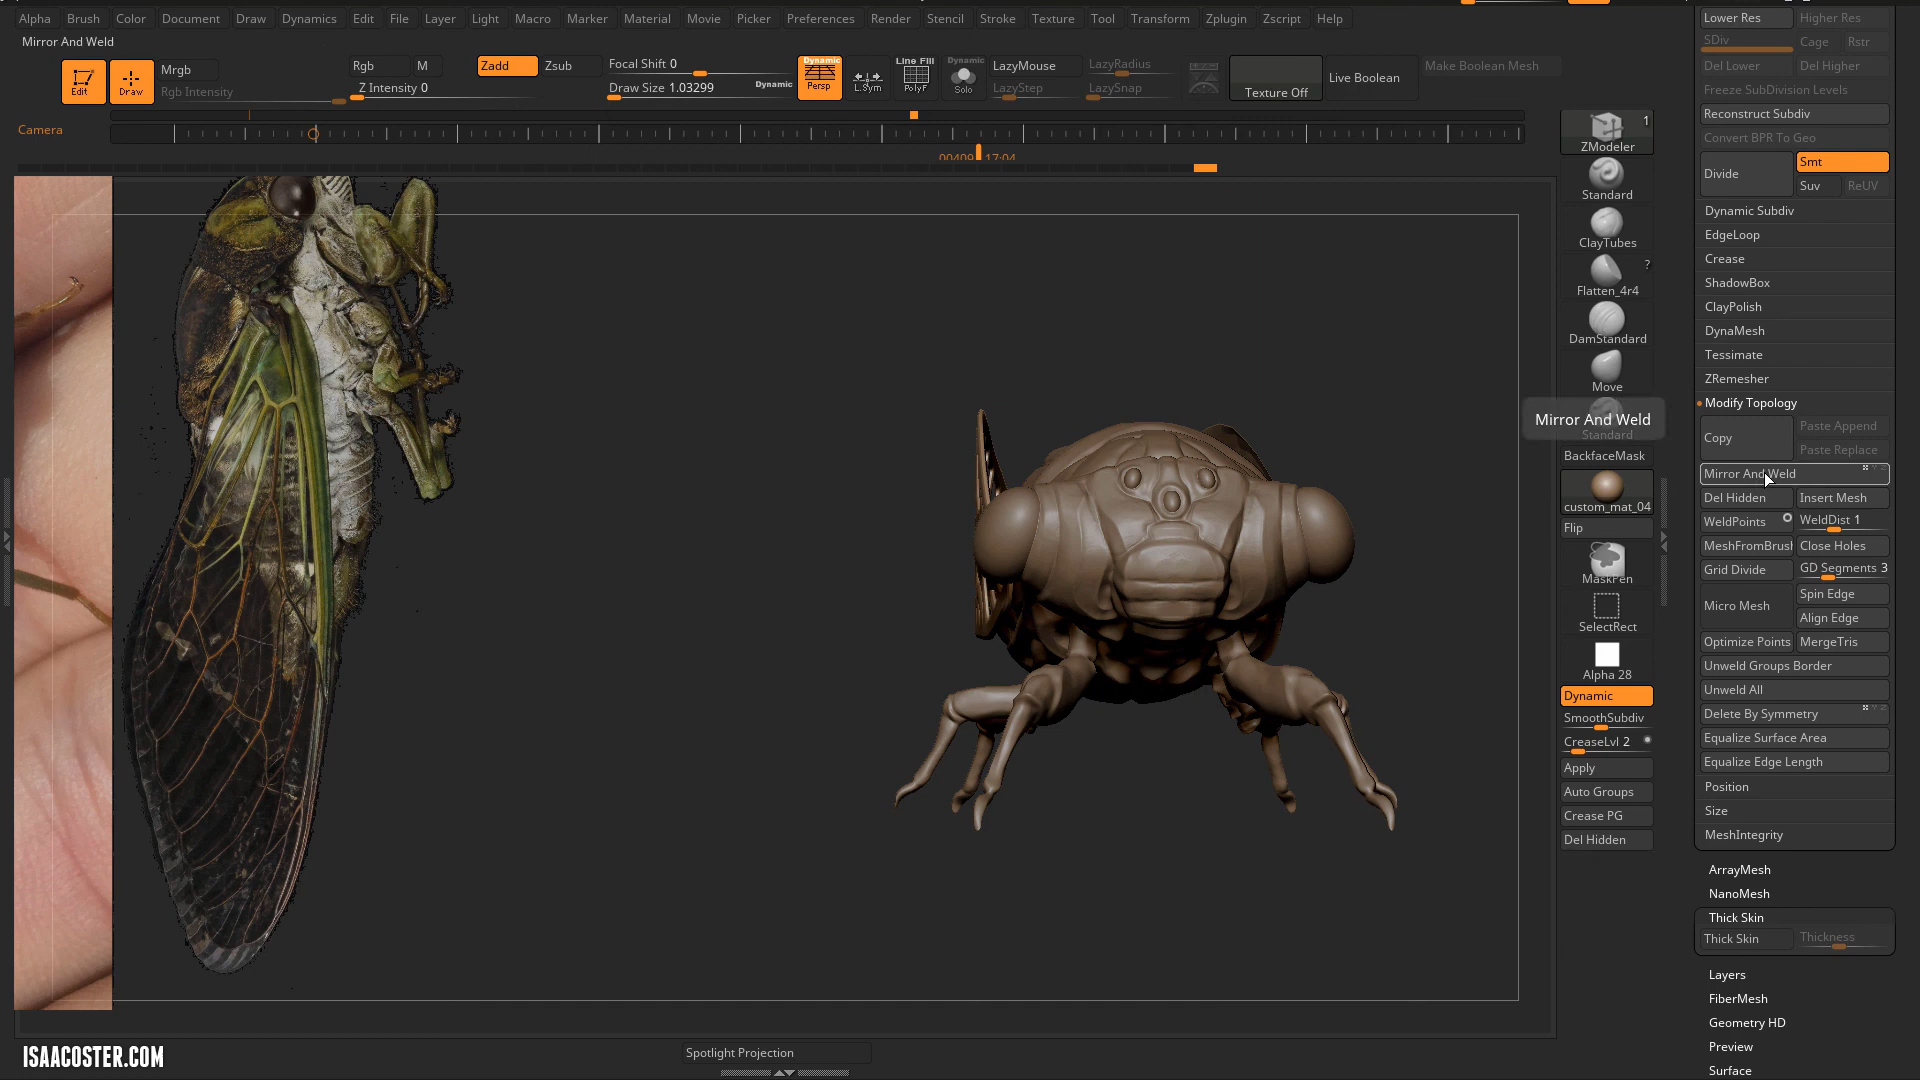 Alpha Brush Color Document Draw Dynamics Edit File Layer Light Macro Marker Material Movie Picker Preferences Render Stencil Stroke Texture Tool Transform Zplugin Zscript Help
Mirror And Weld
Edit
Draw
Mrgb
Rgb Intensity
Rgb M
Z Intensity 0
Zadd Zsub
Focal Shift 0
Draw Size 1.03299 Dynamic
Dynamic
Persp
L.Sym
Line Fill
PolyF
Dynamic
Solo
LazyMouse LazyRadius
LazyStep LazySnap
Texture Off
Live Boolean
Make Boolean Mesh
Camera
00409 17:04
1
ZModeler
Standard
ClayTubes
?
Flatten_4r4
DamStandard
Move
Mirror And Weld
Standard
BackfaceMask
custom_mat_04
Flip
MaskPen
SelectRect
Alpha 28
Dynamic
SmoothSubdiv
CreaseLvl 2
Apply
Auto Groups
Crease PG
Del Hidden
Lower Res Higher Res
SDiv Cage Rstr
Del Lower Del Higher
Freeze SubDivision Levels
Reconstruct Subdiv
Convert BPR To Geo
Divide Smt
Suv ReUV
Dynamic Subdiv
EdgeLoop
Crease
ShadowBox
ClayPolish
DynaMesh
Tessimate
ZRemesher
Modify Topology
Copy Paste Append
Paste Replace
Mirror And Weld
Del Hidden Insert Mesh
WeldPoints WeldDist 1
MeshFromBrusl Close Holes
Grid Divide GD Segments 3
Micro Mesh Spin Edge
Align Edge
Optimize Points MergeTris
Unweld Groups Border
Unweld All
Delete By Symmetry
Equalize Surface Area
Equalize Edge Length
Position
Size
MeshIntegrity
ArrayMesh
NanoMesh
Thick Skin
Thick Skin Thickness
Layers
FiberMesh
Geometry HD
Preview
Surface
ISAACOSTER.COM
Spotlight Projection